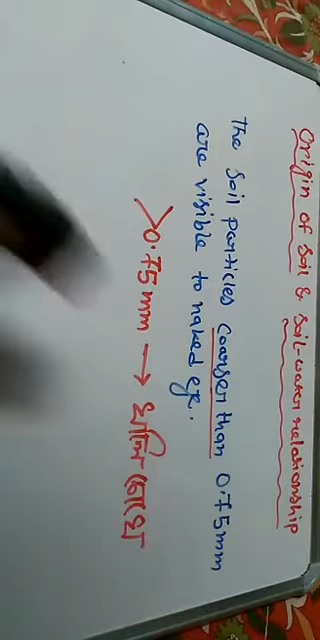 Origin of Soil & Soil-water relationship
The Soil particles Coarser than 0.75mm
are visible to naked eye.
>0.75mm → খালি চোখে